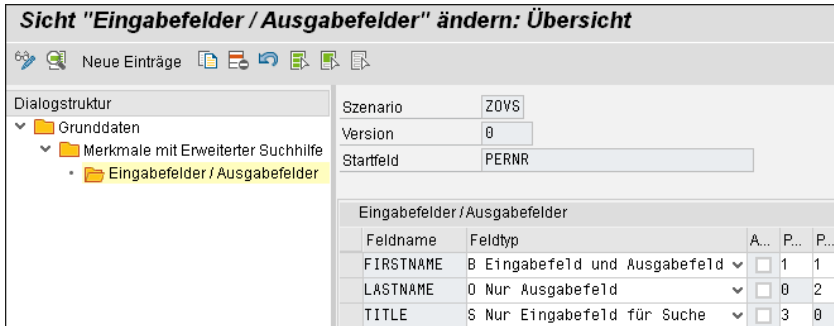 Sicht "Eingabefelder / Ausgabefelder" ändern: Übersicht
Neue Einträge
Dialogstruktur
Grunddaten
Merkmale mit Erweiterter Suchhilfe
Eingabefelder / Ausgabefelder
Szenario ZOVS
Version 0
Startfeld PERNR
Eingabefelder / Ausgabefelder
Feldname Feldtyp A... P... P...
FIRSTNAME B Eingabefeld und Ausgabefeld 1 1
LASTNAME O Nur Ausgabefeld 0 2
TITLE S Nur Eingabefeld für Suche 3 0